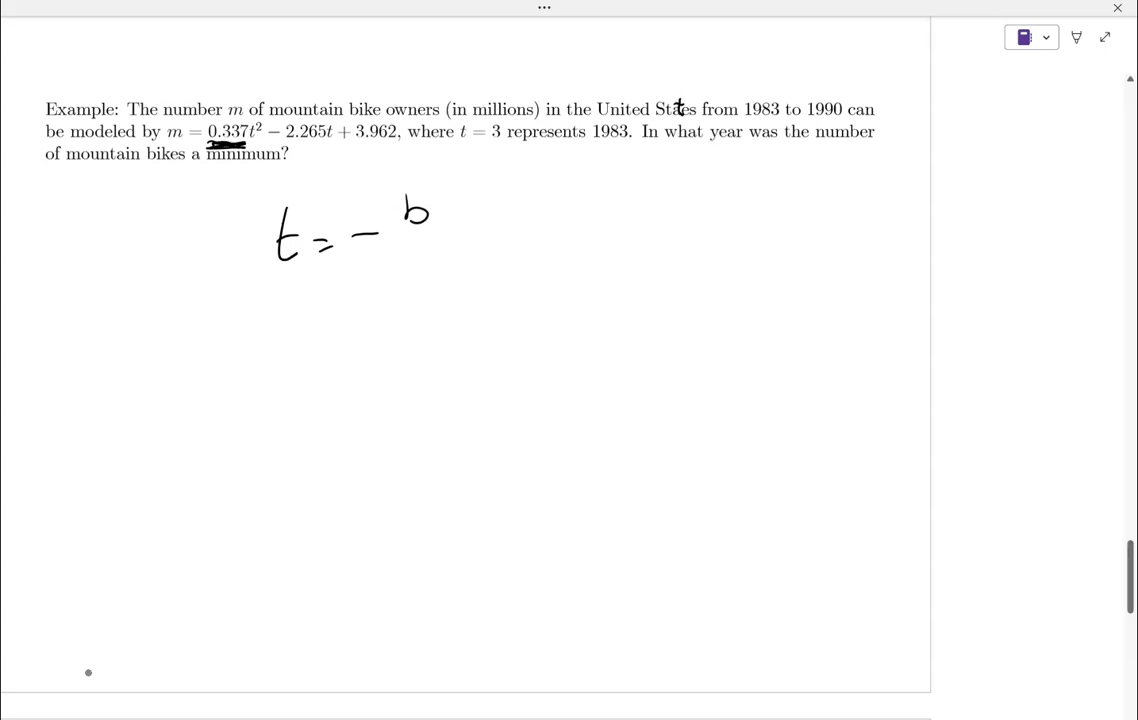 Example: The number m of mountain bike owners (in millions) in the United States from 1983 to 1990 can
be modeled by m = 0.337t² − 2.265t + 3.962, where t = 3 represents 1983. In what year was the number
of mountain bikes a minimum?
t = − b